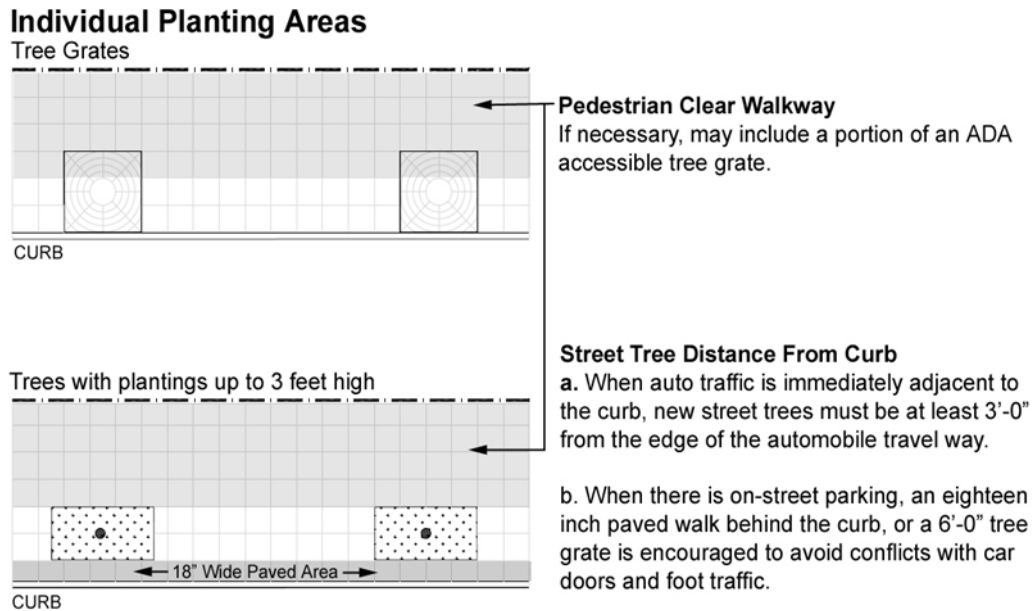 Individual Planting Areas
Tree Grates
Pedestrian Clear Walkway
If necessary, may include a portion of an ADA
accessible tree grate.
CURB
Trees with plantings up to 3 feet high
Street Tree Distance From Curb
a. When auto traffic is immediately adjacent to
the curb, new street trees must be at least 3’-0”
from the edge of the automobile travel way.
b. When there is on-street parking, an eighteen
inch paved walk behind the curb, or a 6’-0” tree
grate is encouraged to avoid conflicts with car
doors and foot traffic.
18” Wide Paved Area
CURB